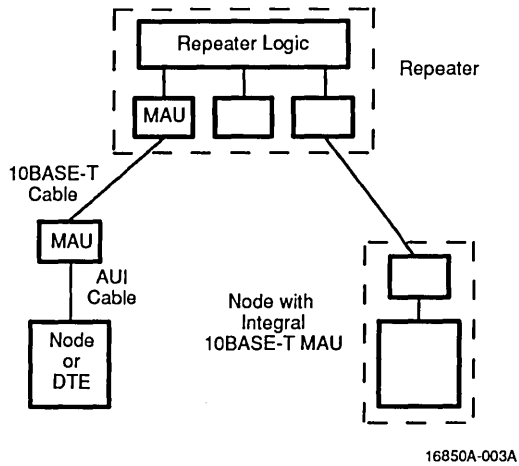 Repeater Logic
Repeater
MAU
10BASE-T
Cable
MAU
AUI
Cable
Node
or
DTE
Node with
Integral
10BASE-T MAU
16850A-003A